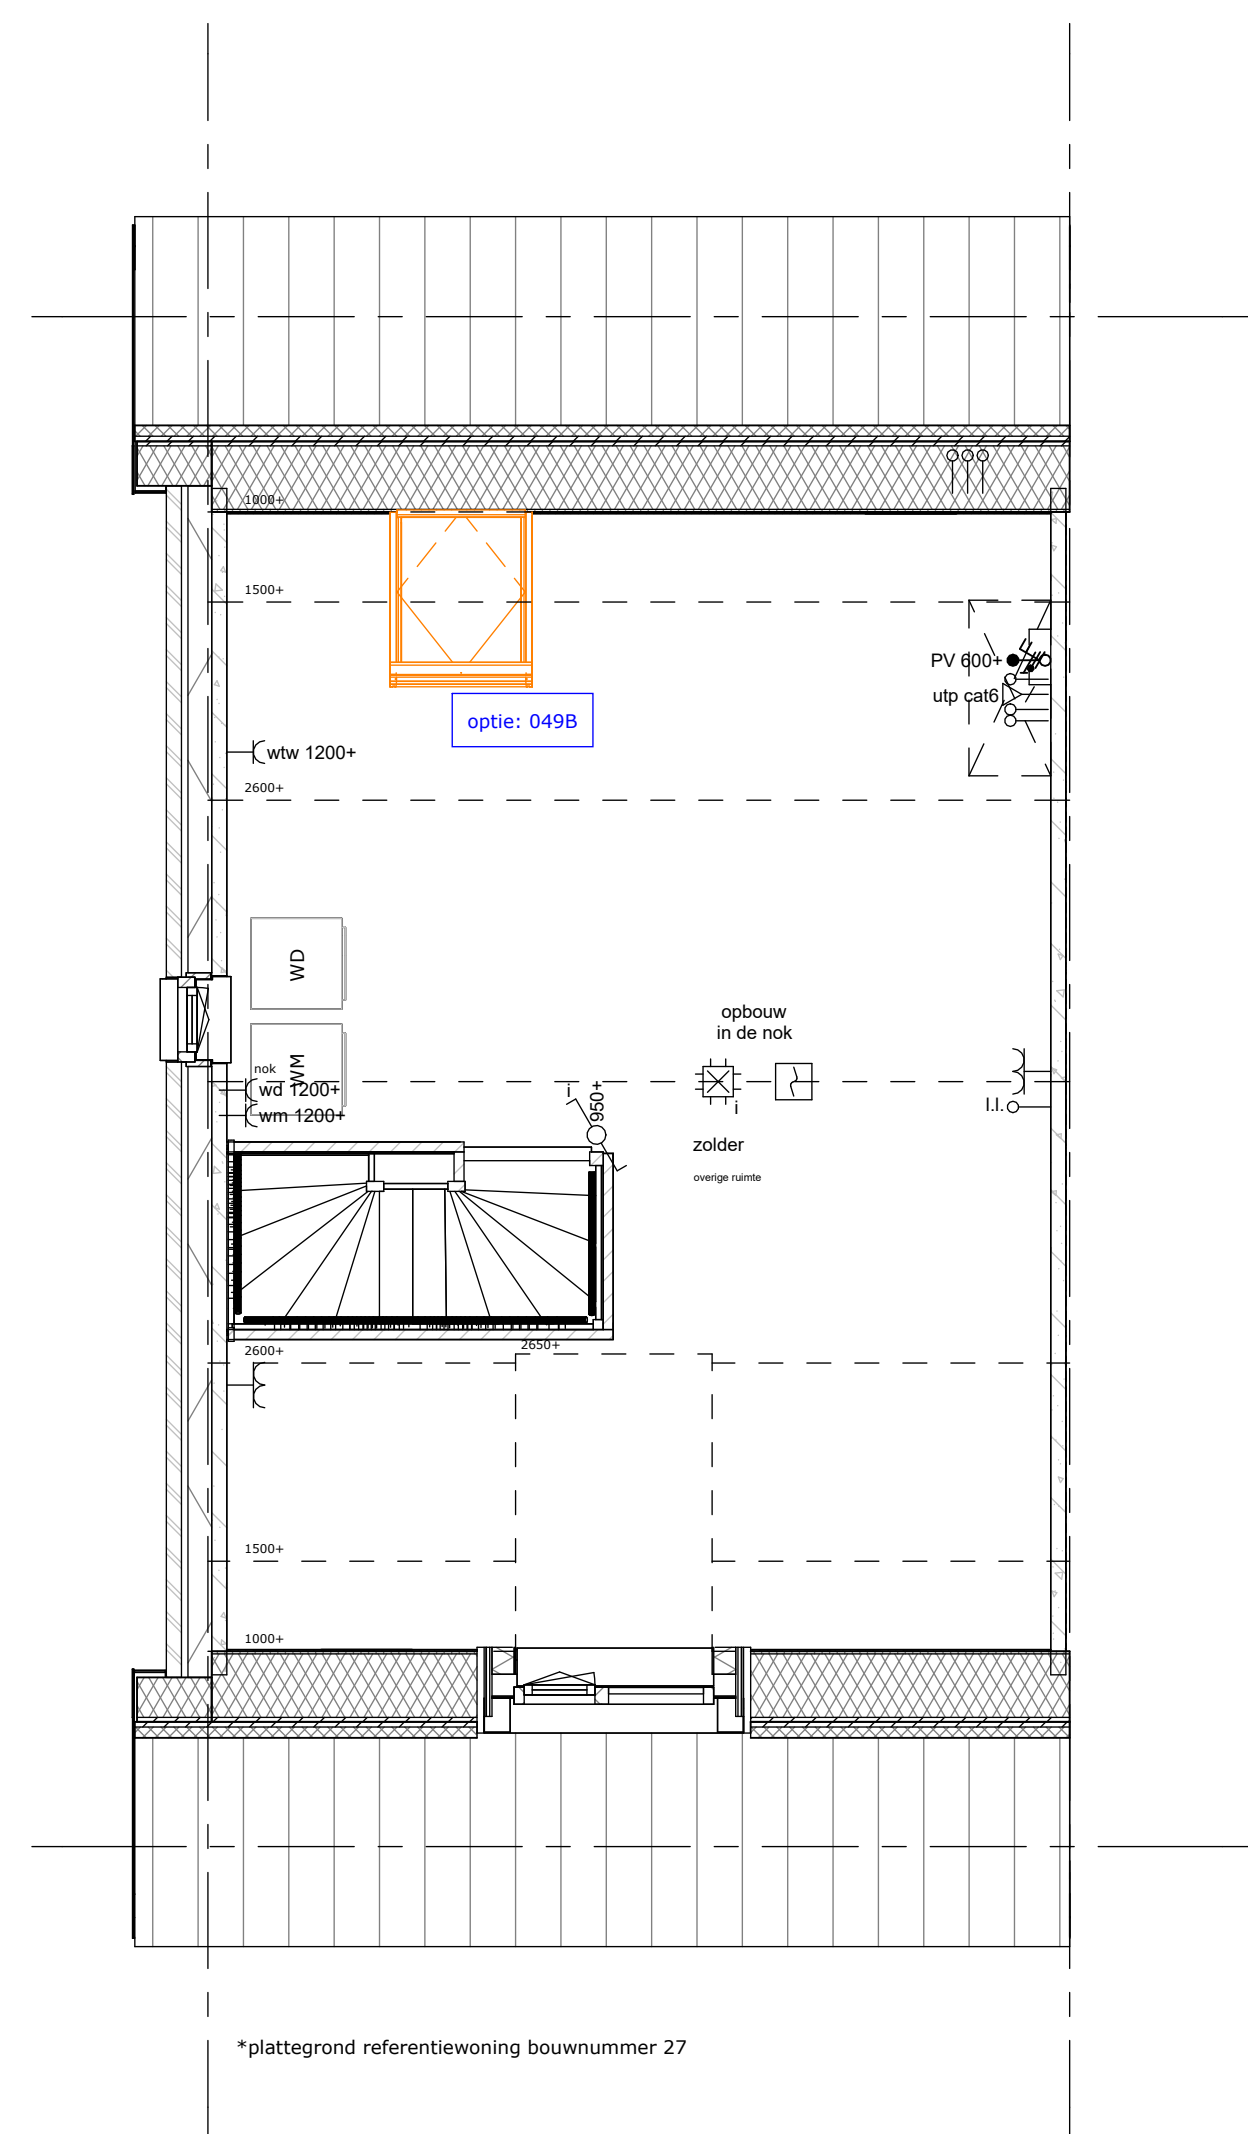 1000+
1500+
PV 600+
utp cat6
optie: 049B
wtw 1200+
2600+
WD
opbouw
in de nok
WM
nok
wd 1200+
wm 1200+
i
950+
i
l.l.
zolder
overige ruimte
2650+
2600+
1500+
1000+
*plattegrond referentiewoning bouwnummer 27